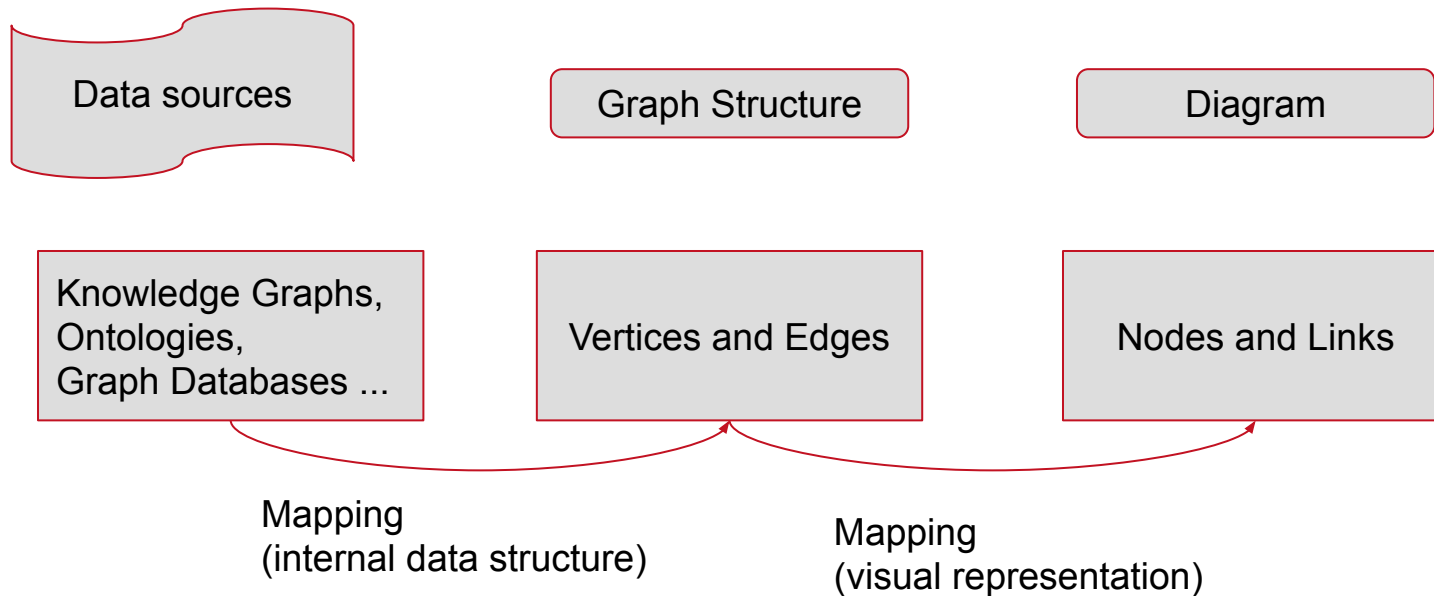 Data sources
Graph Structure
Diagram
Knowledge Graphs,
Ontologies,
Graph Databases ...
Vertices and Edges
Nodes and Links
Mapping
(internal data structure)
Mapping
(visual representation)